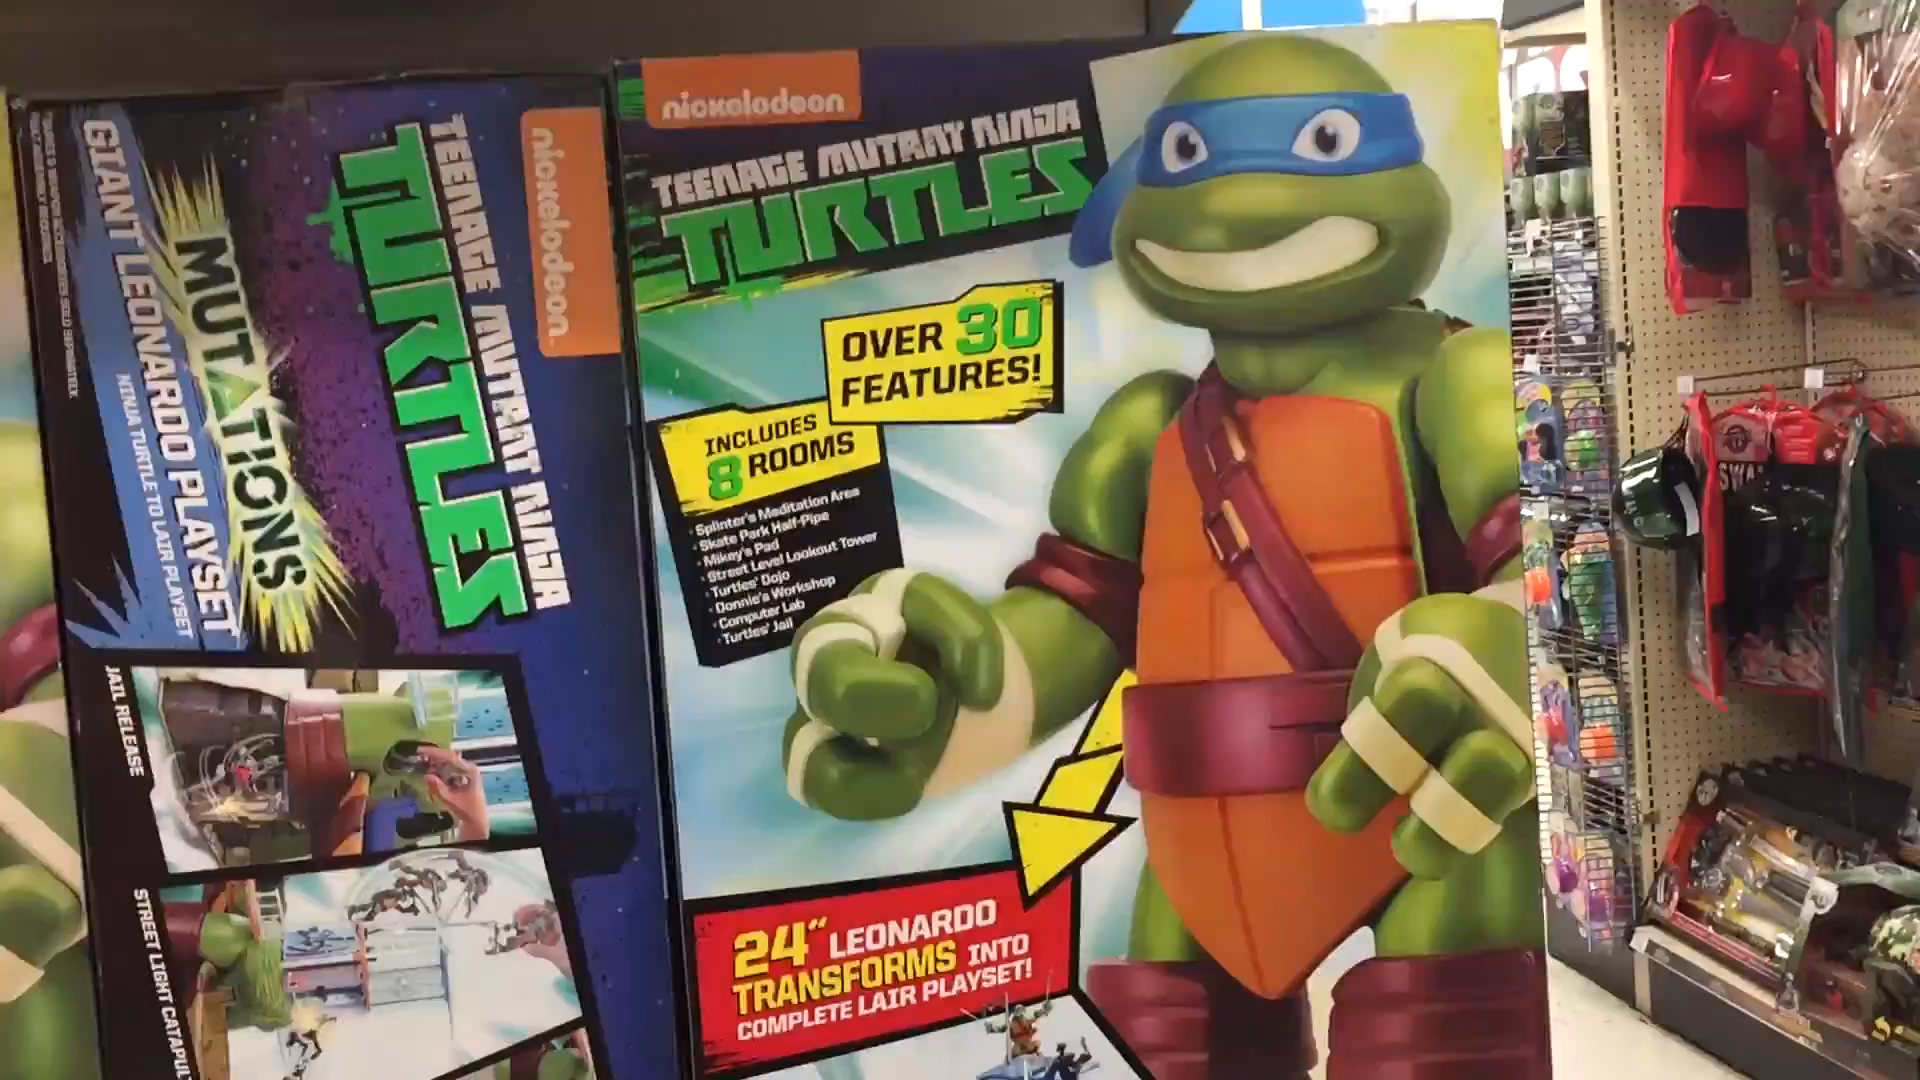 nickelodeon
TEENAGE MUTANT NINJA
TURTLES
MUTATIONS
GIANT LEONARDO PLAYSET
NINJA TURTLE TO LAIR PLAYSET
JAIL RELEASE
STREET LIGHT CATAPUL
nickelodeon
TEENAGE MUTANT NINJA
TURTLES
OVER 30
FEATURES!
INCLUDES
8 ROOMS
· Splinter's Meditation Area
· Skate Park Half-Pipe
· Mikey's Pad
· Street Level Lookout Tower
· Turtles' Dojo
· Donnie's Workshop
· Computer Lab
· Turtles' Jail
24" LEONARDO
TRANSFORMS INTO
COMPLETE LAIR PLAYSET!